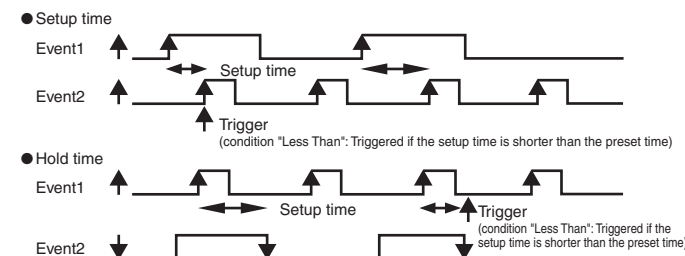 ● Setup time
Event1
Setup time
Event2
Trigger
(condition "Less Than": Triggered if the setup time is shorter than the preset time)
● Hold time
Event1
Setup time
Trigger
(condition "Less Than": Triggered if the
setup time is shorter than the preset time)
Event2